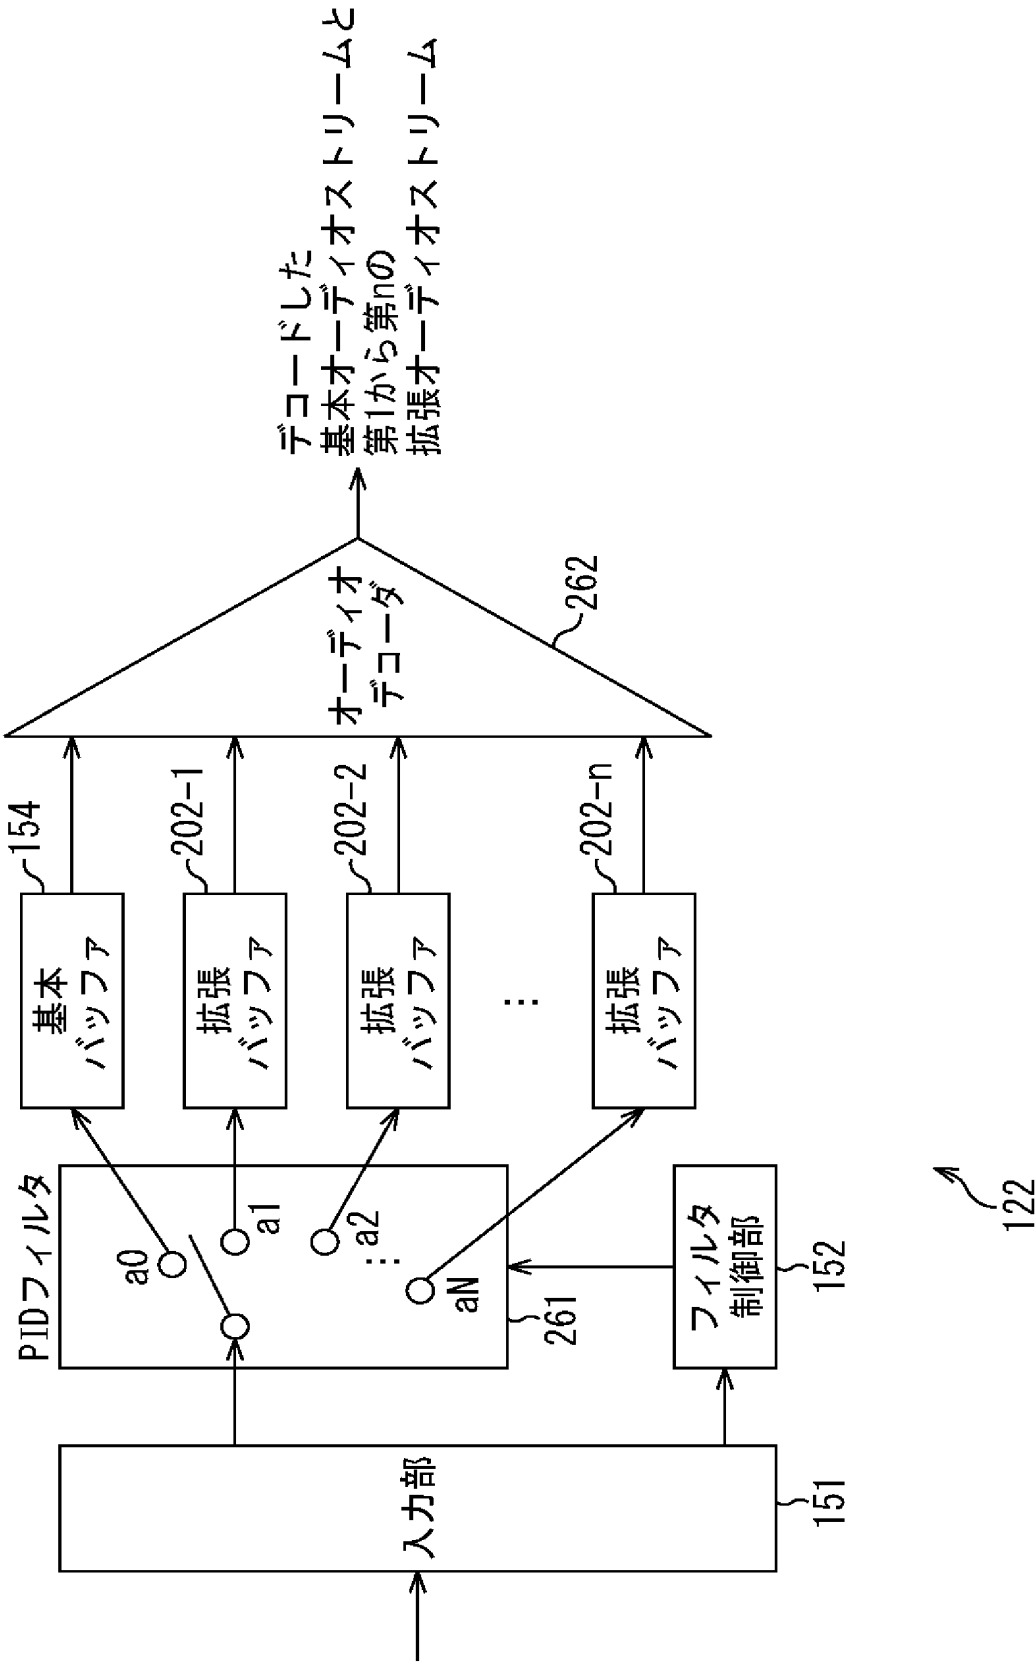 入力部
151
PIDフィルタ
a0
a1
a2
⋮
aN
261
フィルタ
制御部
152
基本
バッファ
154
拡張
バッファ
202-1
拡張
バッファ
202-2
⋮
拡張
バッファ
202-n
オーディオ
デコーダ
262
デコードした
基本オーディオストリームと
第1から第nの
拡張オーディオストリーム
122